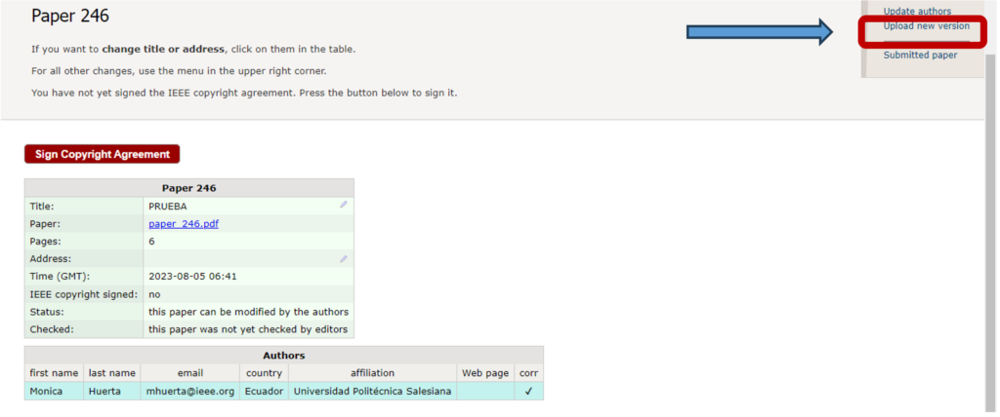 Paper 246
Update authors
Upload new version
Submitted paper
If you want to change title or address, click on them in the table.
For all other changes, use the menu in the upper right corner.
You have not yet signed the IEEE copyright agreement. Press the button below to sign it.
Sign Copyright Agreement
Paper 246
Title: PRUEBA
Paper: paper_246.pdf
Pages: 6
Address:
Time (GMT): 2023-08-05 06:41
IEEE copyright signed: no
Status: this paper can be modified by the authors
Checked: this paper was not yet checked by editors
Authors
first name last name email country affiliation Web page corr
Monica Huerta mhuerta@ieee.org Ecuador Universidad Politécnica Salesiana ✓